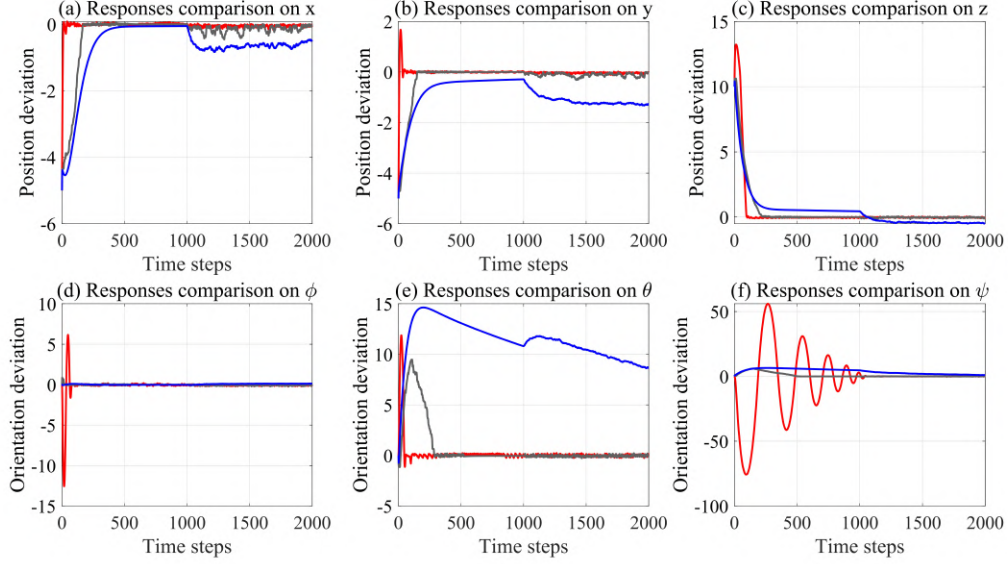 (a) Responses comparison on x
(b) Responses comparison on y
(c) Responses comparison on z
Position deviation
0
-2
-4
-6
0 500 1000 1500 2000
Time steps
Position deviation
2
0
-2
-4
-6
0 500 1000 1500 2000
Time steps
Position deviation
15
10
5
0
0 500 1000 1500 2000
Time steps
(d) Responses comparison on ϕ
(e) Responses comparison on θ
(f) Responses comparison on ψ
Orientation deviation
10
5
0
-5
-10
-15
0 500 1000 1500 2000
Time steps
Orientation deviation
15
10
5
0
-5
0 500 1000 1500 2000
Time steps
Orientation deviation
50
0
-50
-100
0 500 1000 1500 2000
Time steps